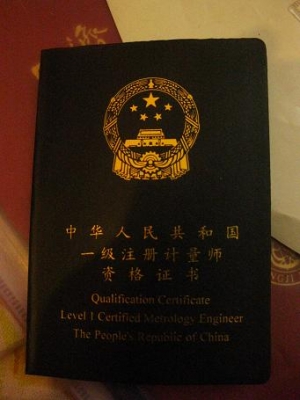 中华人民共和国
一级注册计量师
资格证书
Qualification Certificate
Level 1 Certified Metrology Engineer
The People's Republic of China